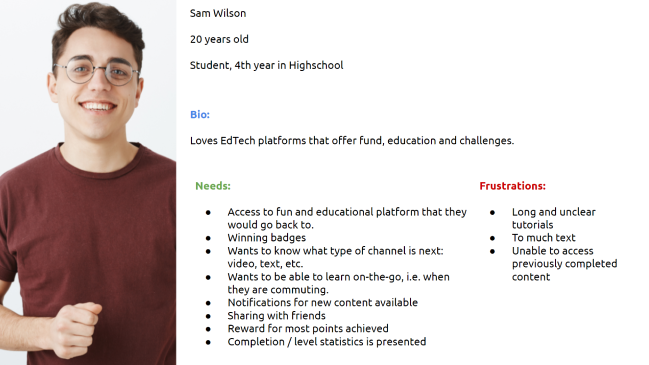 Sam Wilson
20 years old
Student, 4th year in Highschool
Bio:
Loves EdTech platforms that offer fund, education and challenges.
Needs:
● Access to fun and educational platform that they
would go back to.
● Winning badges
● Wants to know what type of channel is next:
video, text, etc.
● Wants to be able to learn on-the-go, i.e. when
they are commuting.
● Notifications for new content available
● Sharing with friends
● Reward for most points achieved
● Completion / level statistics is presented
Frustrations:
● Long and unclear
tutorials
● To much text
● Unable to access
previously completed
content